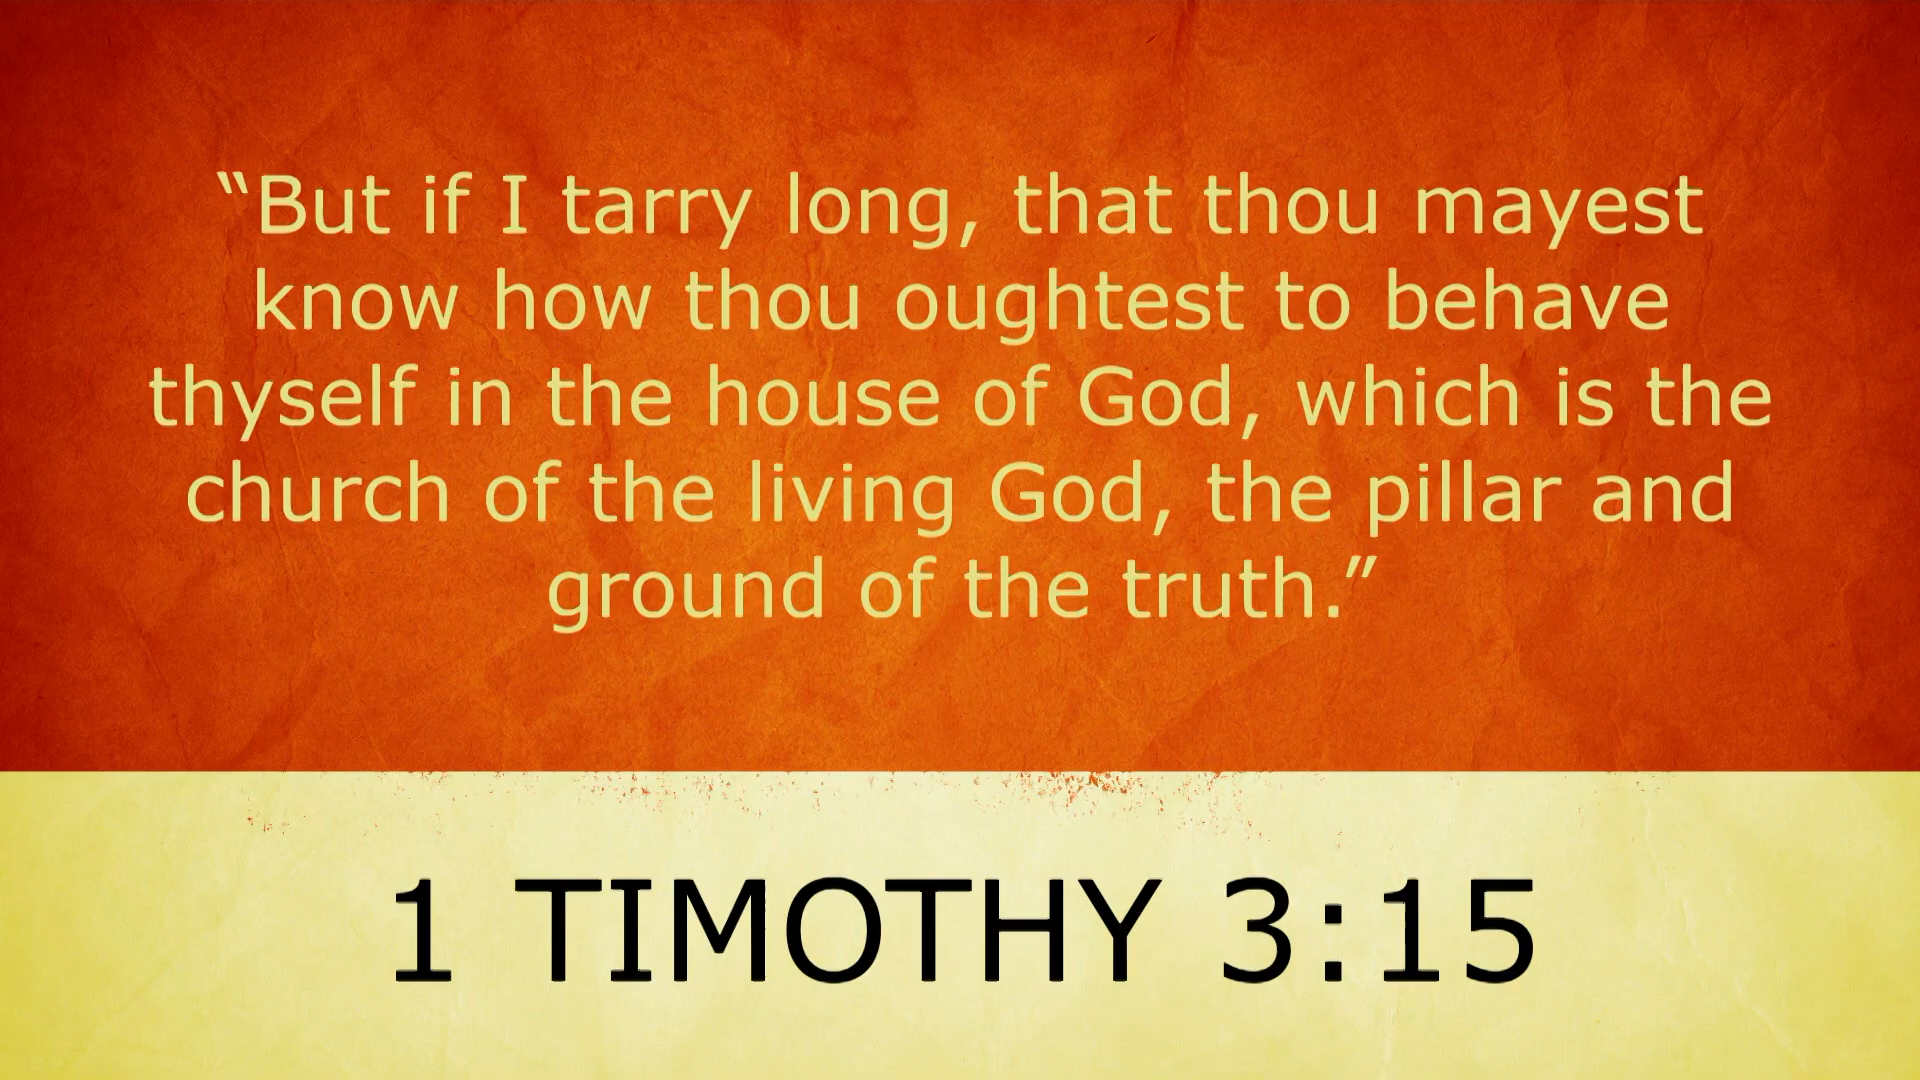 “But if I tarry long, that thou mayest
know how thou oughtest to behave
thyself in the house of God, which is the
church of the living God, the pillar and
ground of the truth.”
1 TIMOTHY 3:15